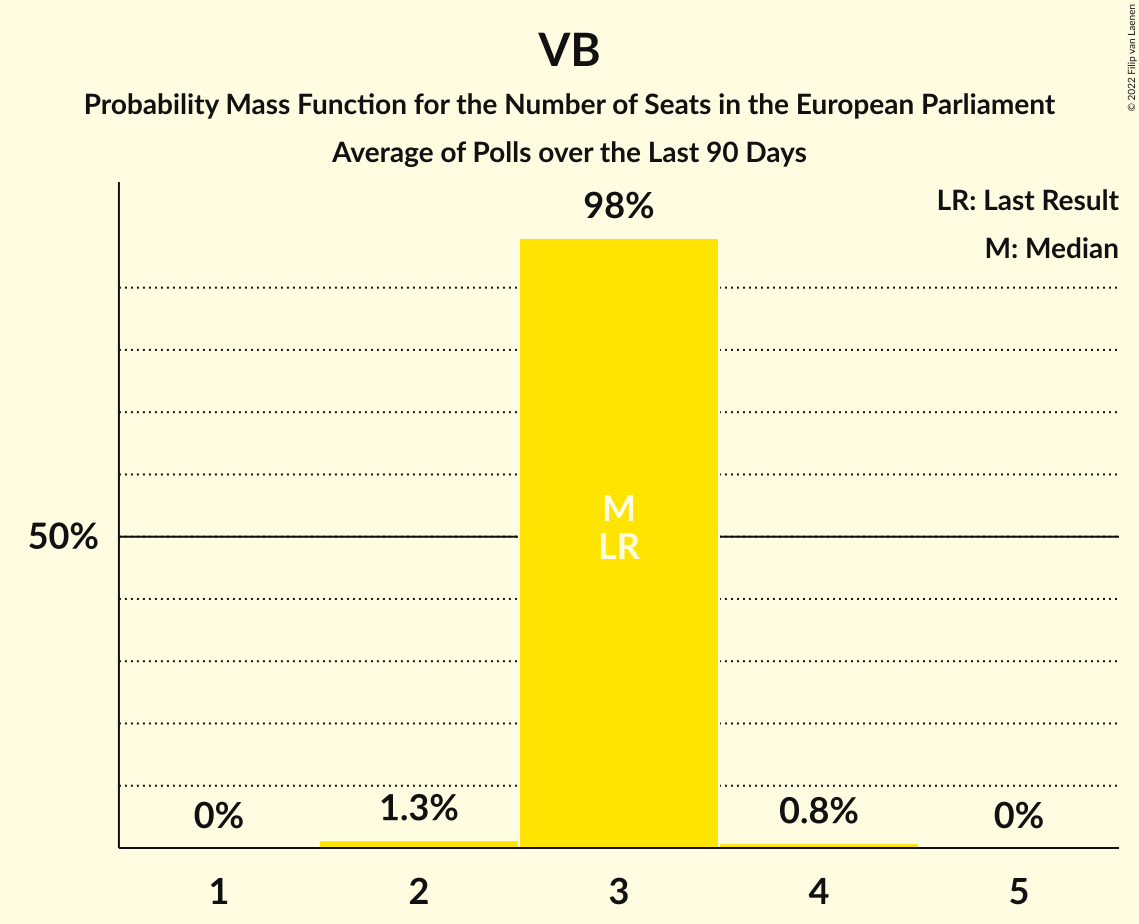 VB
Probability Mass Function for the Number of Seats in the European Parliament
Average of Polls over the Last 90 Days
© 2022 Filip van Laenen
LR: Last Result
M: Median
98%
50%
M
LR
0%
1.3%
0.8%
0%
1
2
3
4
5